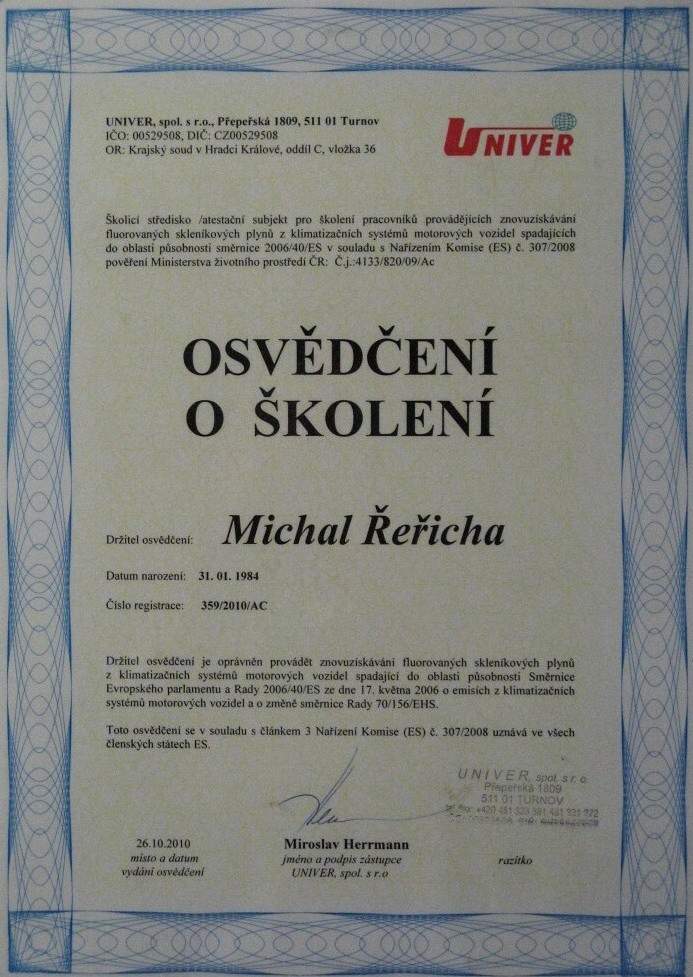 UNIVER, spol. s r.o., Přepeřská 1809, 511 01 Turnov
IČO: 00529508, DIČ: CZ00529508
OR: Krajský soud v Hradci Králové, oddíl C, vložka 36
UNIVER
Školicí středisko /atestační subjekt pro školení pracovníků provádějících znovuzískávání
fluorovaných skleníkových plynů z klimatizačních systémů motorových vozidel spadajících
do oblasti působnosti směrnice 2006/40/ES v souladu s Nařízením Komise (ES) č. 307/2008
pověření Ministerstva životního prostředí ČR: Č.j.:4133/820/09/Ac
OSVĚDČENÍ
O ŠKOLENÍ
Držitel osvědčení: Michal Řeřicha
Datum narození: 31. 01. 1984
Číslo registrace: 359/2010/AC
Držitel osvědčení je oprávněn provádět znovuzískávání fluorovaných skleníkových plynů
z klimatizačních systémů motorových vozidel spadající do oblasti působnosti Směrnice
Evropského parlamentu a Rady 2006/40/ES ze dne 17. května 2006 o emisích z klimatizačních
systémů motorových vozidel a o změně směrnice Rady 70/156/EHS.
Toto osvědčení se v souladu s článkem 3 Nařízení Komise (ES) č. 307/2008 uznává ve všech
členských státech ES.
UNIVER, spol. s r. o.
Přepeřská 1809
511 01 TURNOV
26.10.2010
místo a datum
vydání osvědčení
Miroslav Herrmann
jméno a podpis zástupce
UNIVER, spol. s r.o
razítko